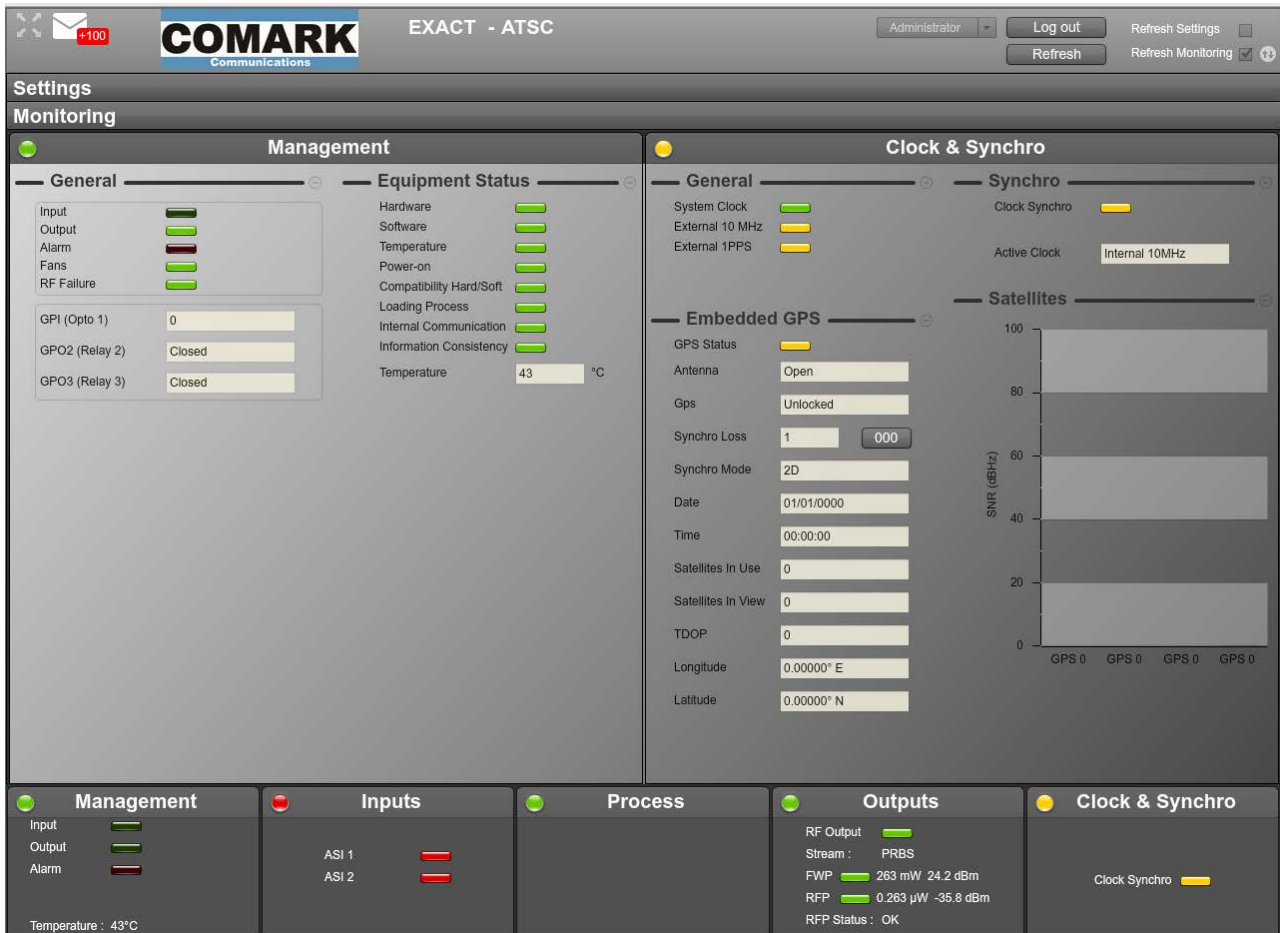 +100
COMARK
Communications
EXACT - ATSC
Administrator
Log out
Refresh Settings
Refresh
Refresh Monitoring
Settings
Monitoring
Management
General
Input
Output
Alarm
Fans
RF Failure
GPI (Opto 1) 0
GPO2 (Relay 2) Closed
GPO3 (Relay 3) Closed
Equipment Status
Hardware
Software
Temperature
Power-on
Compatibility Hard/Soft
Loading Process
Internal Communication
Information Consistency
Temperature 43 °C
Clock & Synchro
General
System Clock
External 10 MHz
External 1PPS
Embedded GPS
GPS Status
Antenna Open
Gps Unlocked
Synchro Loss 1 000
Synchro Mode 2D
Date 01/01/0000
Time 00:00:00
Satellites In Use 0
Satellites In View 0
TDOP 0
Longitude 0.00000° E
Latitude 0.00000° N
Synchro
Clock Synchro
Active Clock Internal 10MHz
Satellites
SNR (dBHz)
100
80
60
40
20
0
GPS 0 GPS 0 GPS 0 GPS 0
Management
Input
Output
Alarm
Temperature : 43°C
Inputs
ASI 1
ASI 2
Process
Outputs
RF Output
Stream : PRBS
FWP 263 mW 24.2 dBm
RFP 0.263 µW -35.8 dBm
RFP Status : OK
Clock & Synchro
Clock Synchro